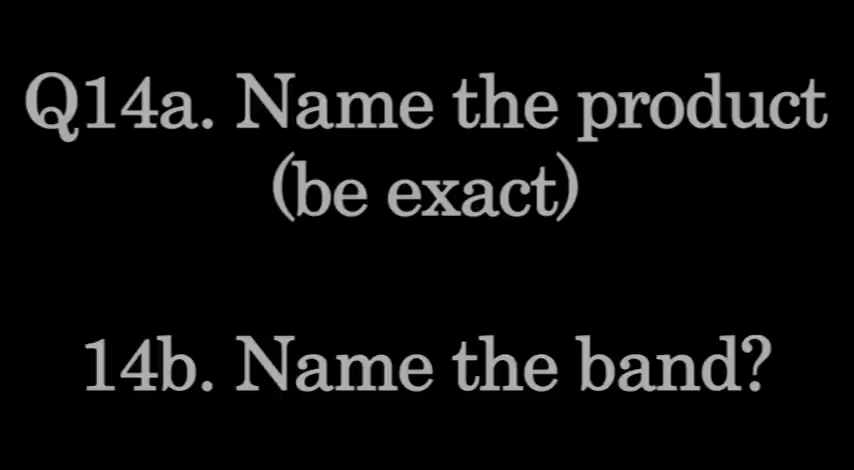 Q14a. Name the product
(be exact)
14b. Name the band?